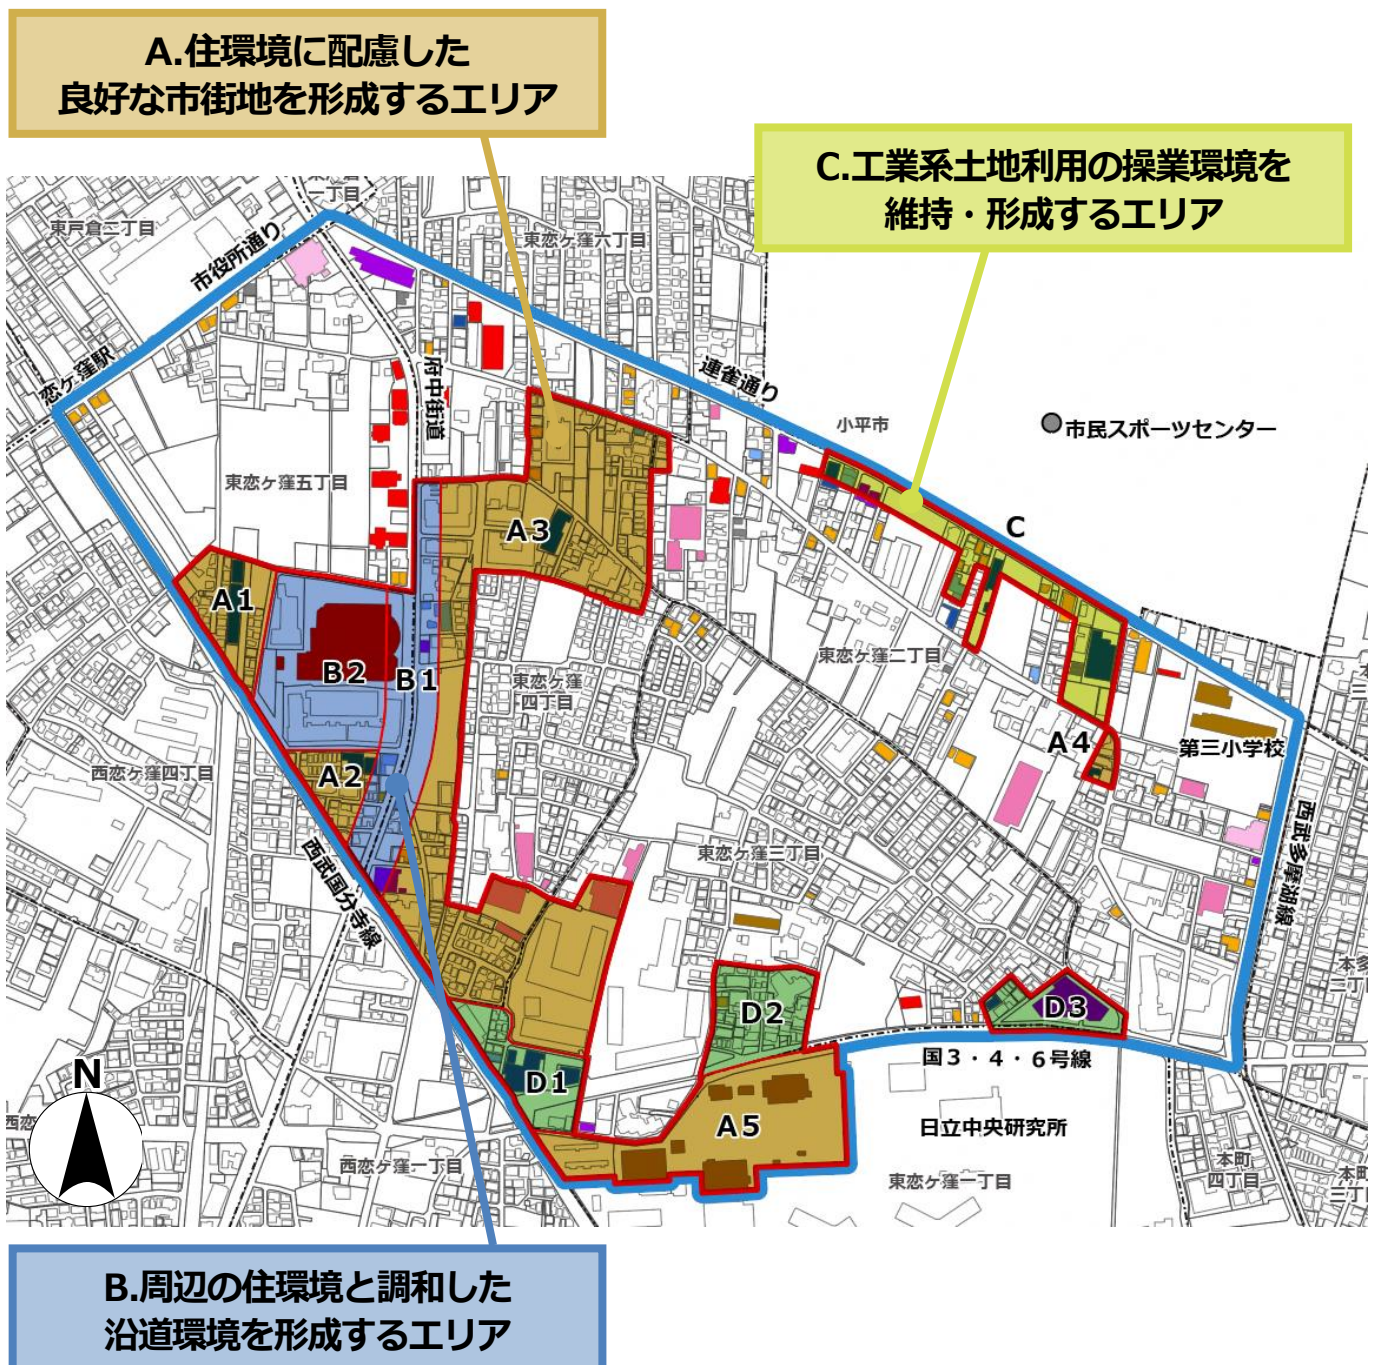 A.住環境に配慮した
良好な市街地を形成するエリア
C.工業系土地利用の操業環境を
維持・形成するエリア
一丁目
東戸倉二丁目
市役所通り
東恋ヶ窪六丁目
恋ケ窪駅
府中街道
連雀通り
小平市
市民スポーツセンター
東恋ヶ窪五丁目
A3
C
A1
B2
B1
東恋ヶ窪
四丁目
東恋ヶ窪二丁目
A4
第三小学校
西恋ヶ窪四丁目
A2
西武国分寺線
東恋ヶ窪三丁目
西武多摩湖線
D2
D3
国3・4・6号線
N
D1
A5
日立中央研究所
西恋ヶ窪一丁目
東恋ヶ窪一丁目
本町
四丁目
B.周辺の住環境と調和した
沿道環境を形成するエリア